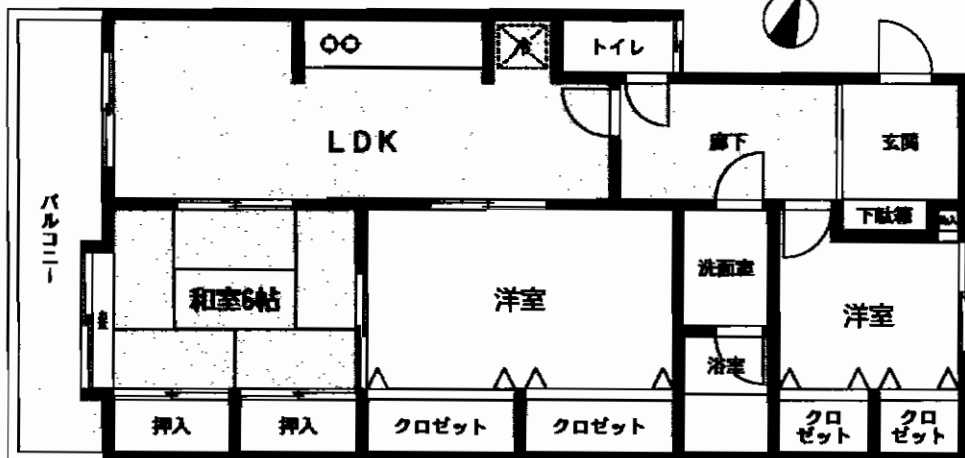 冷
トイレ
LDK
廊下
玄関
バルコニー
下駄箱
洗面室
和室6帖
洋室
洋室
浴室
押入
押入
クロゼット
クロゼット
クロ
ゼット
クロ
ゼット